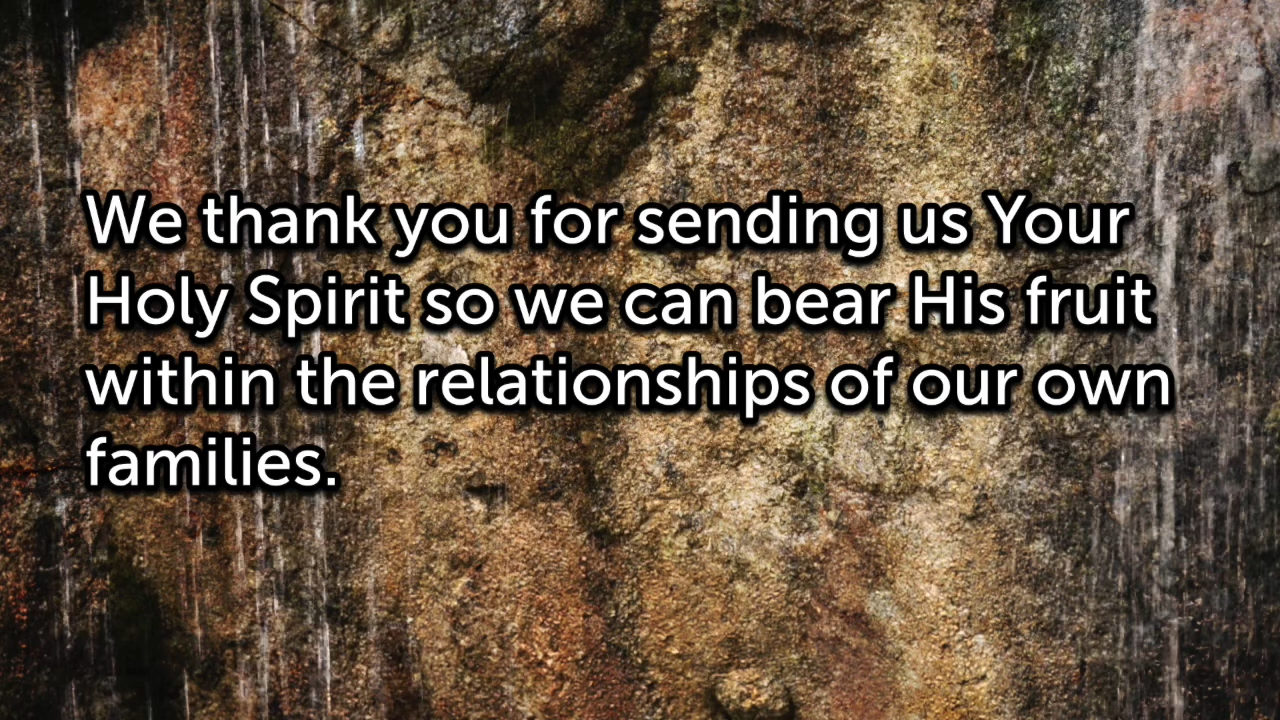 We thank you for sending us Your
Holy Spirit so we can bear His fruit
within the relationships of our own
families.